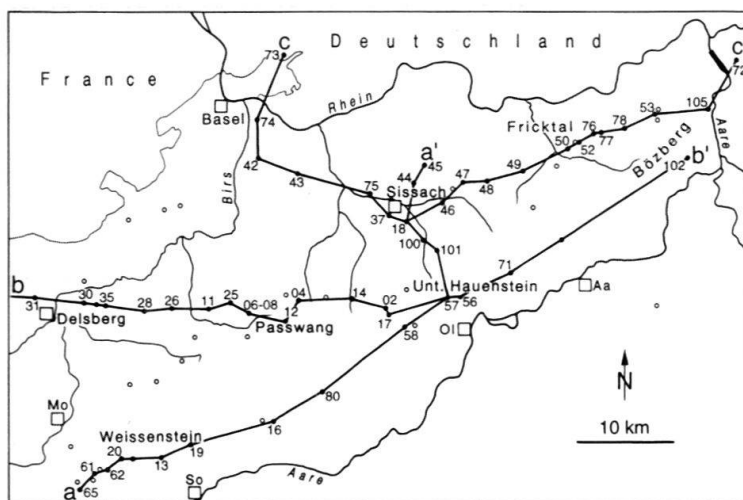 Deutschland
France
73
C
C
72
Basel
Rhein
74
42
43
Birs
Fricktal
50
52
76
77
78
53
105
Aare
Bözberg
102
b'
a'
45
44
Sissach
75
37
18
46
47
48
49
100
101
71
Unt. Hauenstein
57
56
Aa
Ol
58
b
31
Delsberg
30
35
28
26
11
25
06-08
Passwang
04
12
14
02
17
80
16
Mo
Weissenstein
19
13
20
61
62
a
65
So
Aare
N
10 km